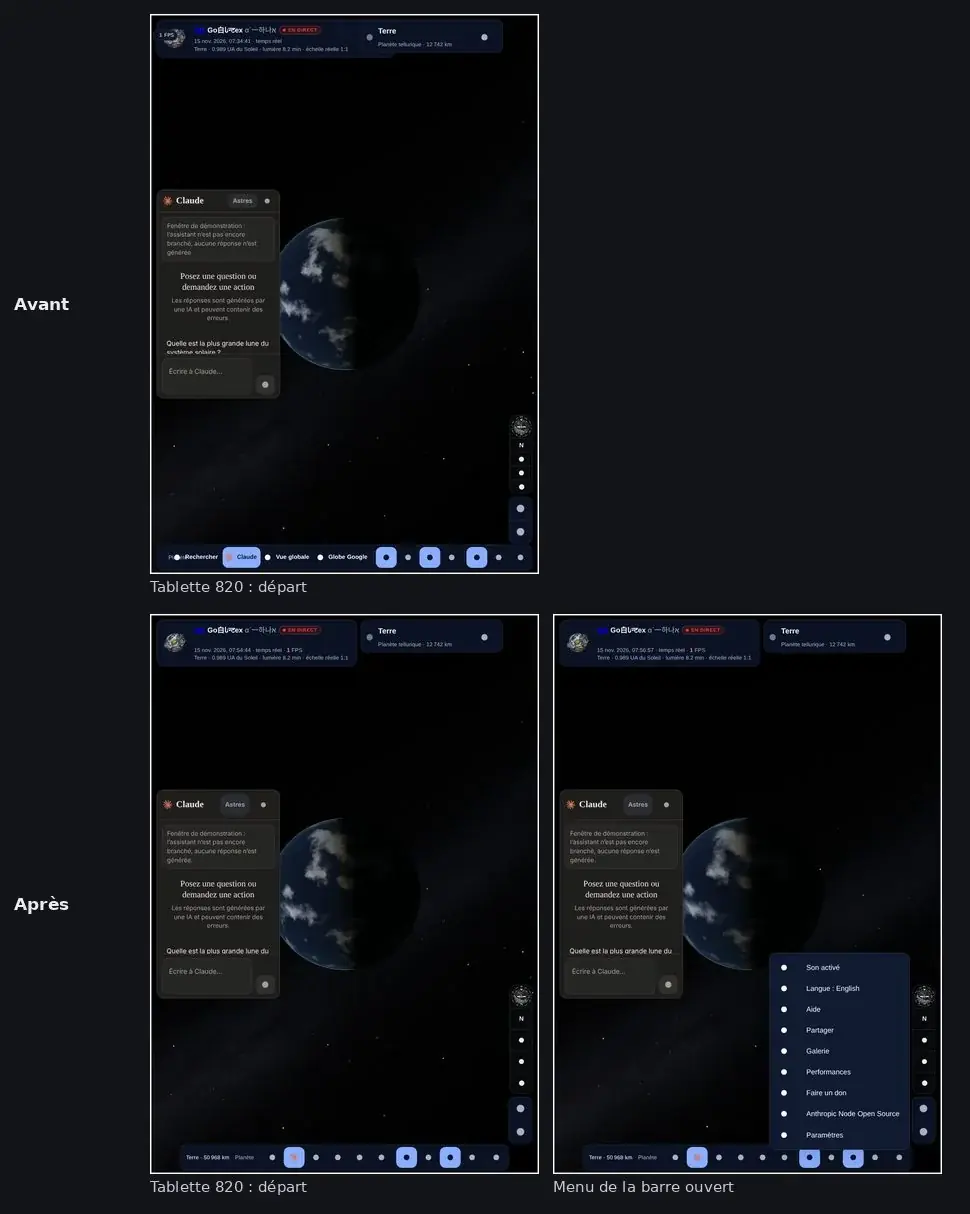 Avant
1 FPS
EN DIRECT
15 nov. 2026, 07:34:41 · temps réel
Terre · 0.989 UA du Soleil · lumière 8.2 min · échelle réelle 1:1
Terre
Planète tellurique · 12 742 km
Claude
Astres
Fenêtre de démonstration :
l'assistant n'est pas encore
branché, aucune réponse n'est
générée.
Posez une question ou
demandez une action
Les réponses sont générées par
une IA et peuvent contenir des
erreurs.
Quelle est la plus grande lune du
système solaire ?
Écrire à Claude...
N
Rechercher
Claude
Vue globale
Globe Google
Tablette 820 : départ
Après
EN DIRECT
15 nov. 2026, 07:54:44 · temps réel · 1 FPS
Terre · 0.989 UA du Soleil · lumière 8.2 min · échelle réelle 1:1
Terre
Planète tellurique · 12 742 km
Claude
Astres
Fenêtre de démonstration :
l'assistant n'est pas encore
branché, aucune réponse n'est
générée.
Posez une question ou
demandez une action
Les réponses sont générées par
une IA et peuvent contenir des
erreurs.
Quelle est la plus grande lune du
Écrire à Claude...
N
Terre · 50 968 km Planète
Tablette 820 : départ
EN DIRECT
15 nov. 2026, 07:56:57 · temps réel · 1 FPS
Terre · 0.989 UA du Soleil · lumière 8.2 min · échelle réelle 1:1
Terre
Planète tellurique · 12 742 km
Claude
Astres
Fenêtre de démonstration :
l'assistant n'est pas encore
branché, aucune réponse n'est
générée.
Posez une question ou
demandez une action
Les réponses sont générées par
une IA et peuvent contenir des
erreurs.
Quelle est la plus grande lune du
Écrire à Claude...
Son activé
Langue : English
Aide
Partager
Galerie
Performances
Faire un don
Anthropic Node Open Source
Paramètres
N
Terre · 50 968 km Planète
Menu de la barre ouvert